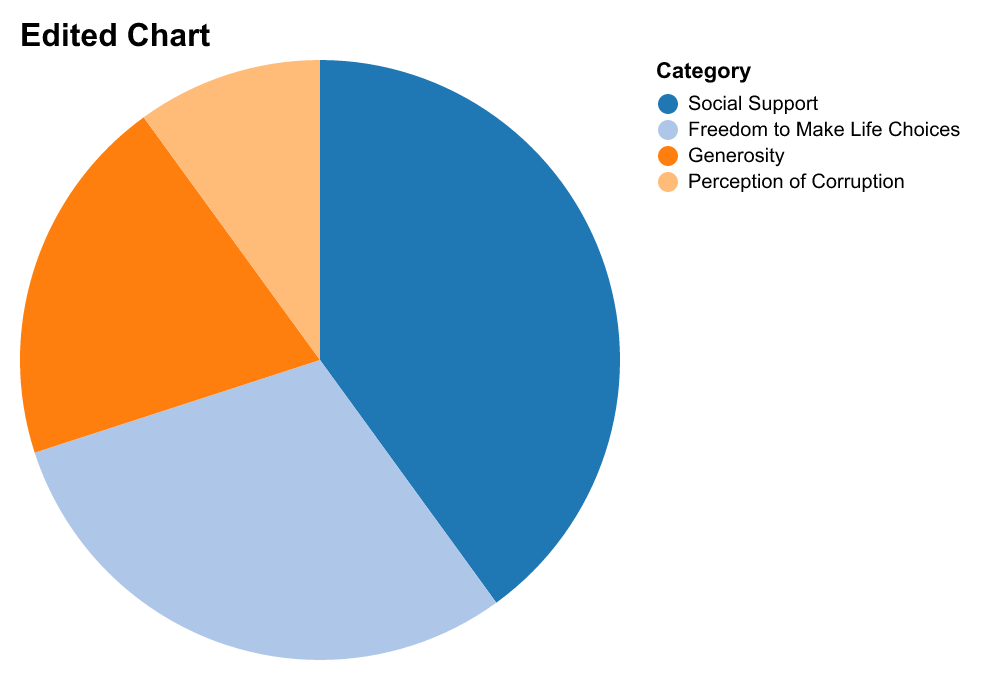 Edited Chart
Category
Social Support
Freedom to Make Life Choices
Generosity
Perception of Corruption